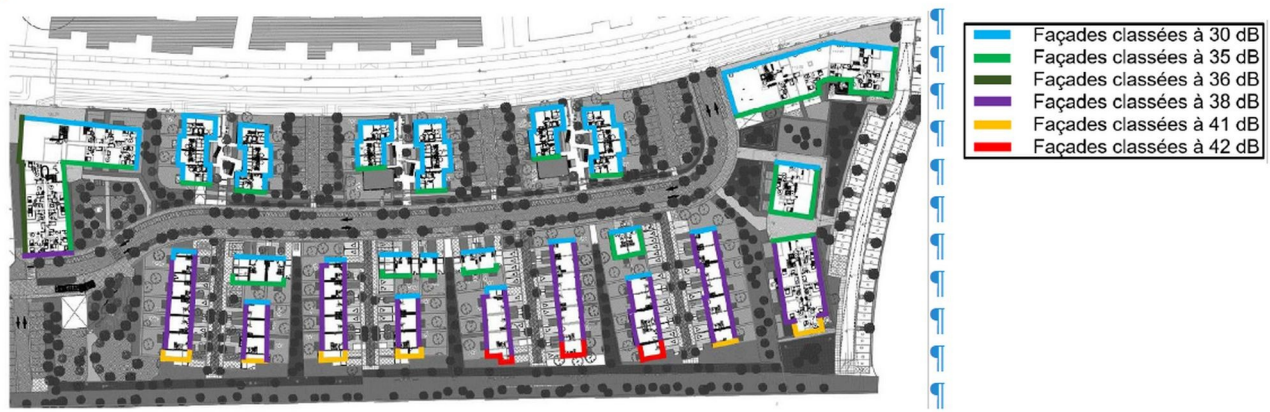 Façades classées à 30 dB
Façades classées à 35 dB
Façades classées à 36 dB
Façades classées à 38 dB
Façades classées à 41 dB
Façades classées à 42 dB
¶
¶
¶
¶
¶
¶
¶
¶
¶
¶
¶